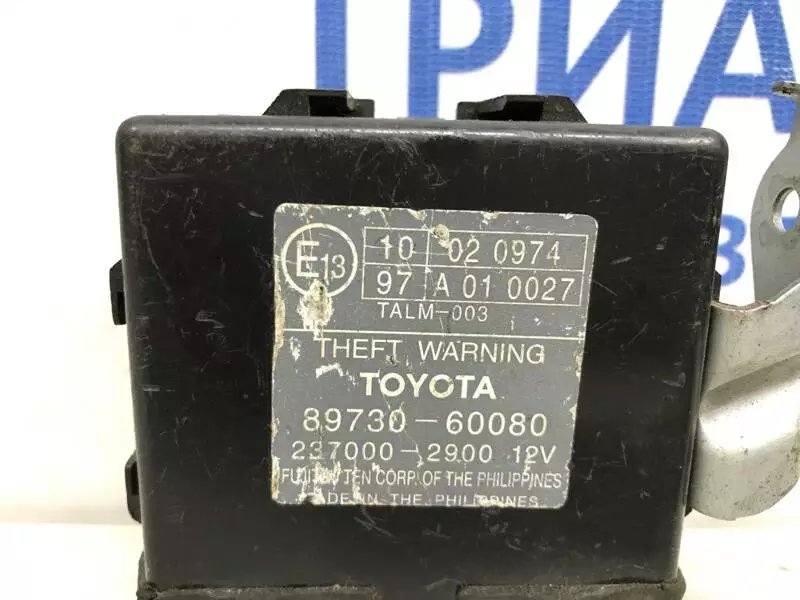 ТРИА
E13
10 02 0974
97 A 01 0027
TALM-003
THEFT WARNING
TOYOTA
89730-60080
237000-2900 12V
FUJITSU TEN CORP. OF THE PHILIPPINES
MADE IN THE PHILIPPINES